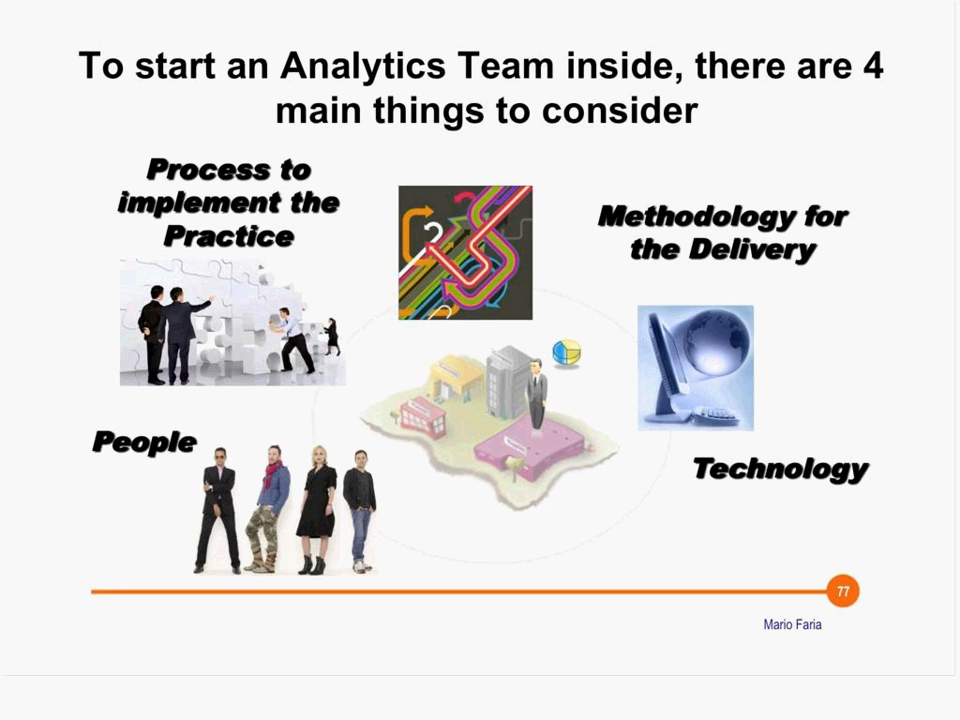 To start an Analytics Team inside, there are 4
main things to consider
Process to
implement the
Practice
Methodology for
the Delivery
People
Technology
77
Mario Faria